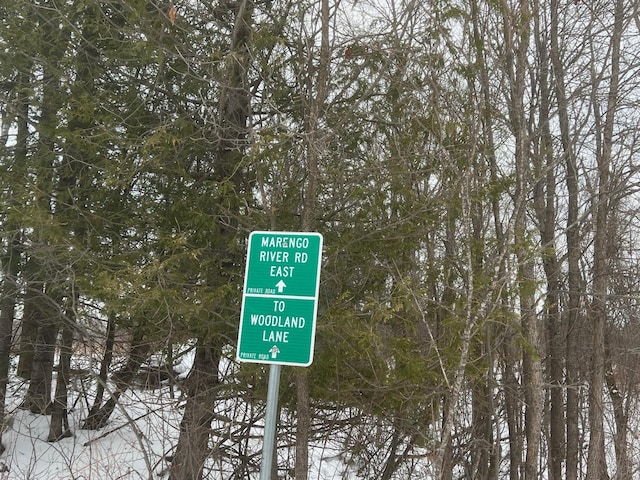 MARENGO
RIVER RD
EAST
PRIVATE ROAD
TO
WOODLAND
LANE
PRIVATE ROAD